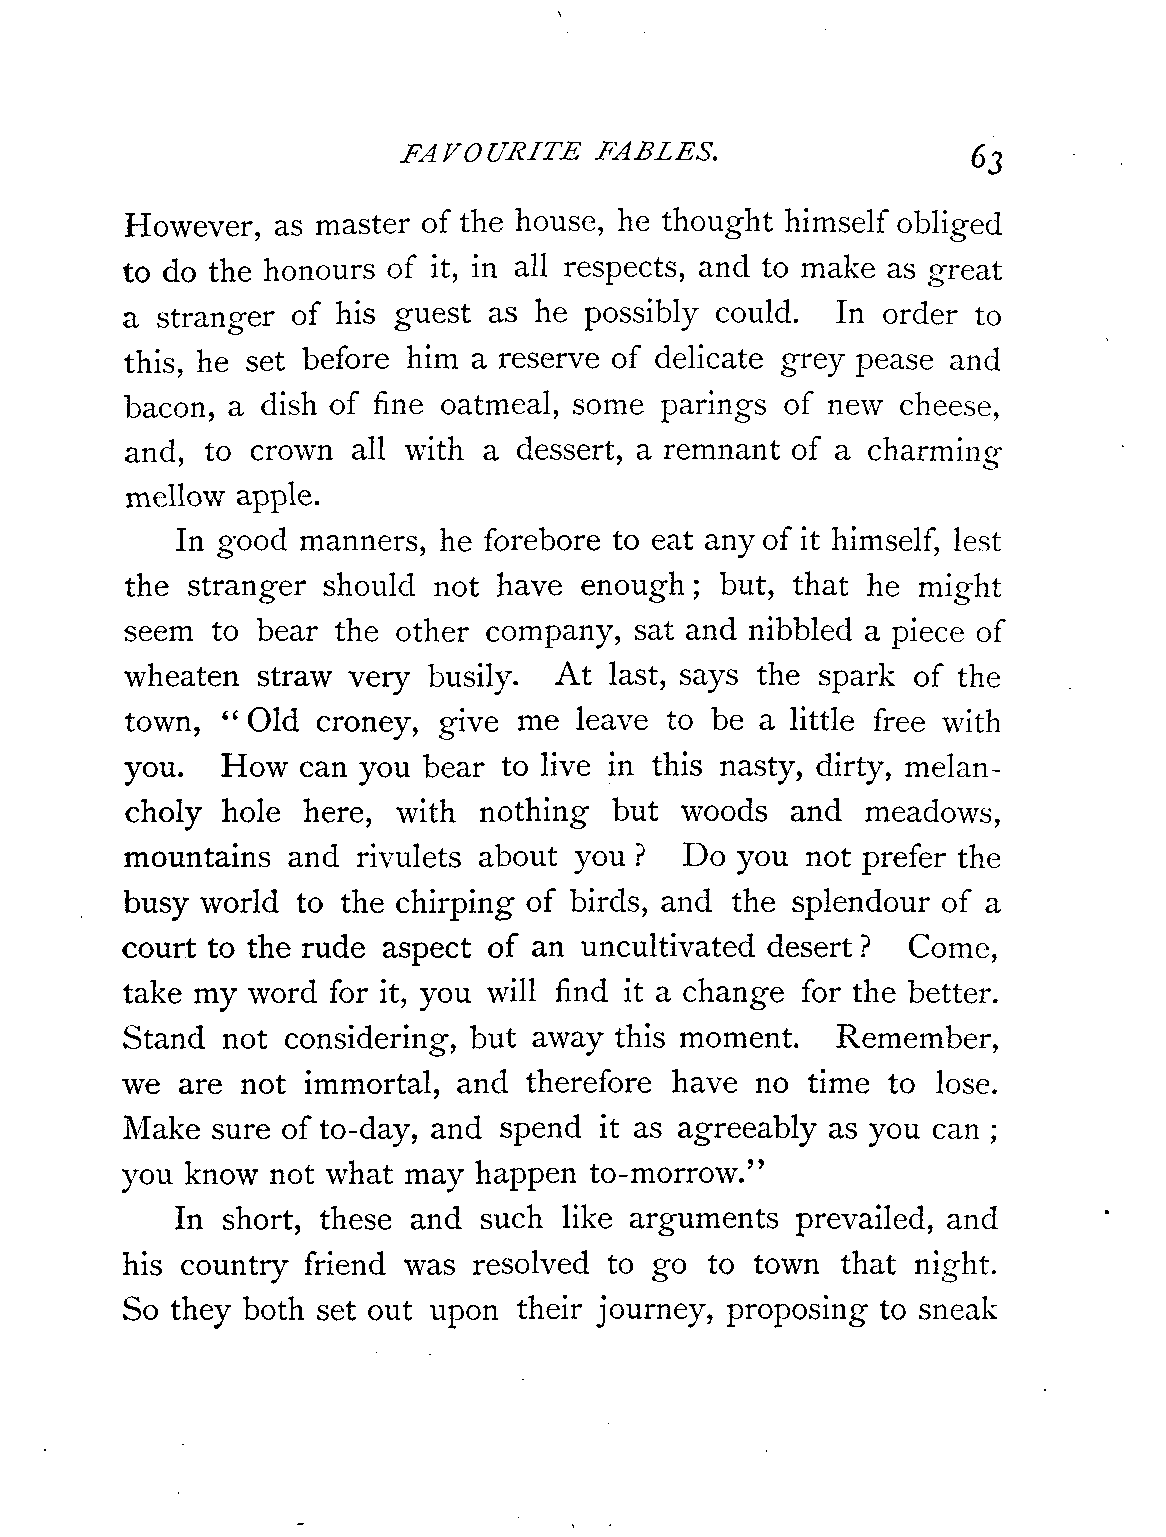 FAVOURITE FABLES. 63
However, as master of the house, he thought himself obliged
to do the honours of it, in all respects, and to make as great
a stranger of his guest as he possibly could. In order to
this, he set before him a reserve of delicate grey pease and
bacon, a dish of fine oatmeal, some parings of new cheese,
and, to crown all with a dessert, a remnant of a charming
mellow apple.
In good manners, he forebore to eat any of it himself, lest
the stranger should not have enough; but, that he might
seem to bear the other company, sat and nibbled a piece of
wheaten straw very busily. At last, says the spark of the
town, "Old croney, give me leave to be a little free with
you. How can you bear to live in this nasty, dirty, melan-
choly hole here, with nothing but woods and meadows,
mountains and rivulets about you? Do you not prefer the
busy world to the chirping of birds, and the splendour of a
court to the rude aspect of an uncultivated desert? Come,
take my word for it, you will find it a change for the better.
Stand not considering, but away this moment. Remember,
we are not immortal, and therefore have no time to lose.
Make sure of to-day, and spend it as agreeably as you can;
you know not what may happen to-morrow."
In short, these and such like arguments prevailed, and
his country friend was resolved to go to town that night.
So they both set out upon their journey, proposing to sneak